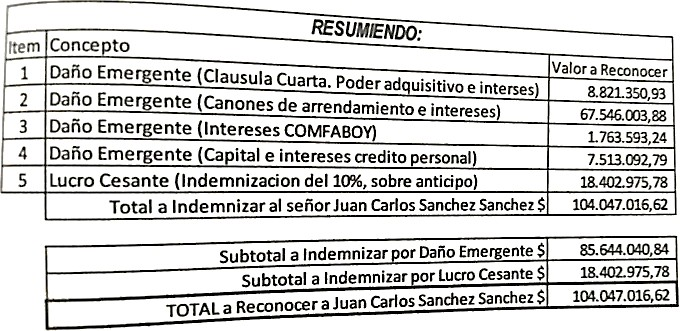 RESUMIENDO:
Item Concepto Valor a Reconocer
1 Daño Emergente (Clausula Cuarta. Poder adquisitivo e interses) 8.821.350,93
2 Daño Emergente (Canones de arrendamiento e intereses) 67.546.003,88
3 Daño Emergente (Intereses COMFABOY) 1.763.593,24
4 Daño Emergente (Capital e intereses credito personal) 7.513.092,79
5 Lucro Cesante (Indemnizacion del 10%, sobre anticipo) 18.402.975,78
Total a Indemnizar al señor Juan Carlos Sanchez Sanchez $ 104.047.016,62
Subtotal a Indemnizar por Daño Emergente $ 85.644.040,84
Subtotal a Indemnizar por Lucro Cesante $ 18.402.975,78
TOTAL a Reconocer a Juan Carlos Sanchez Sanchez $ 104.047.016,62